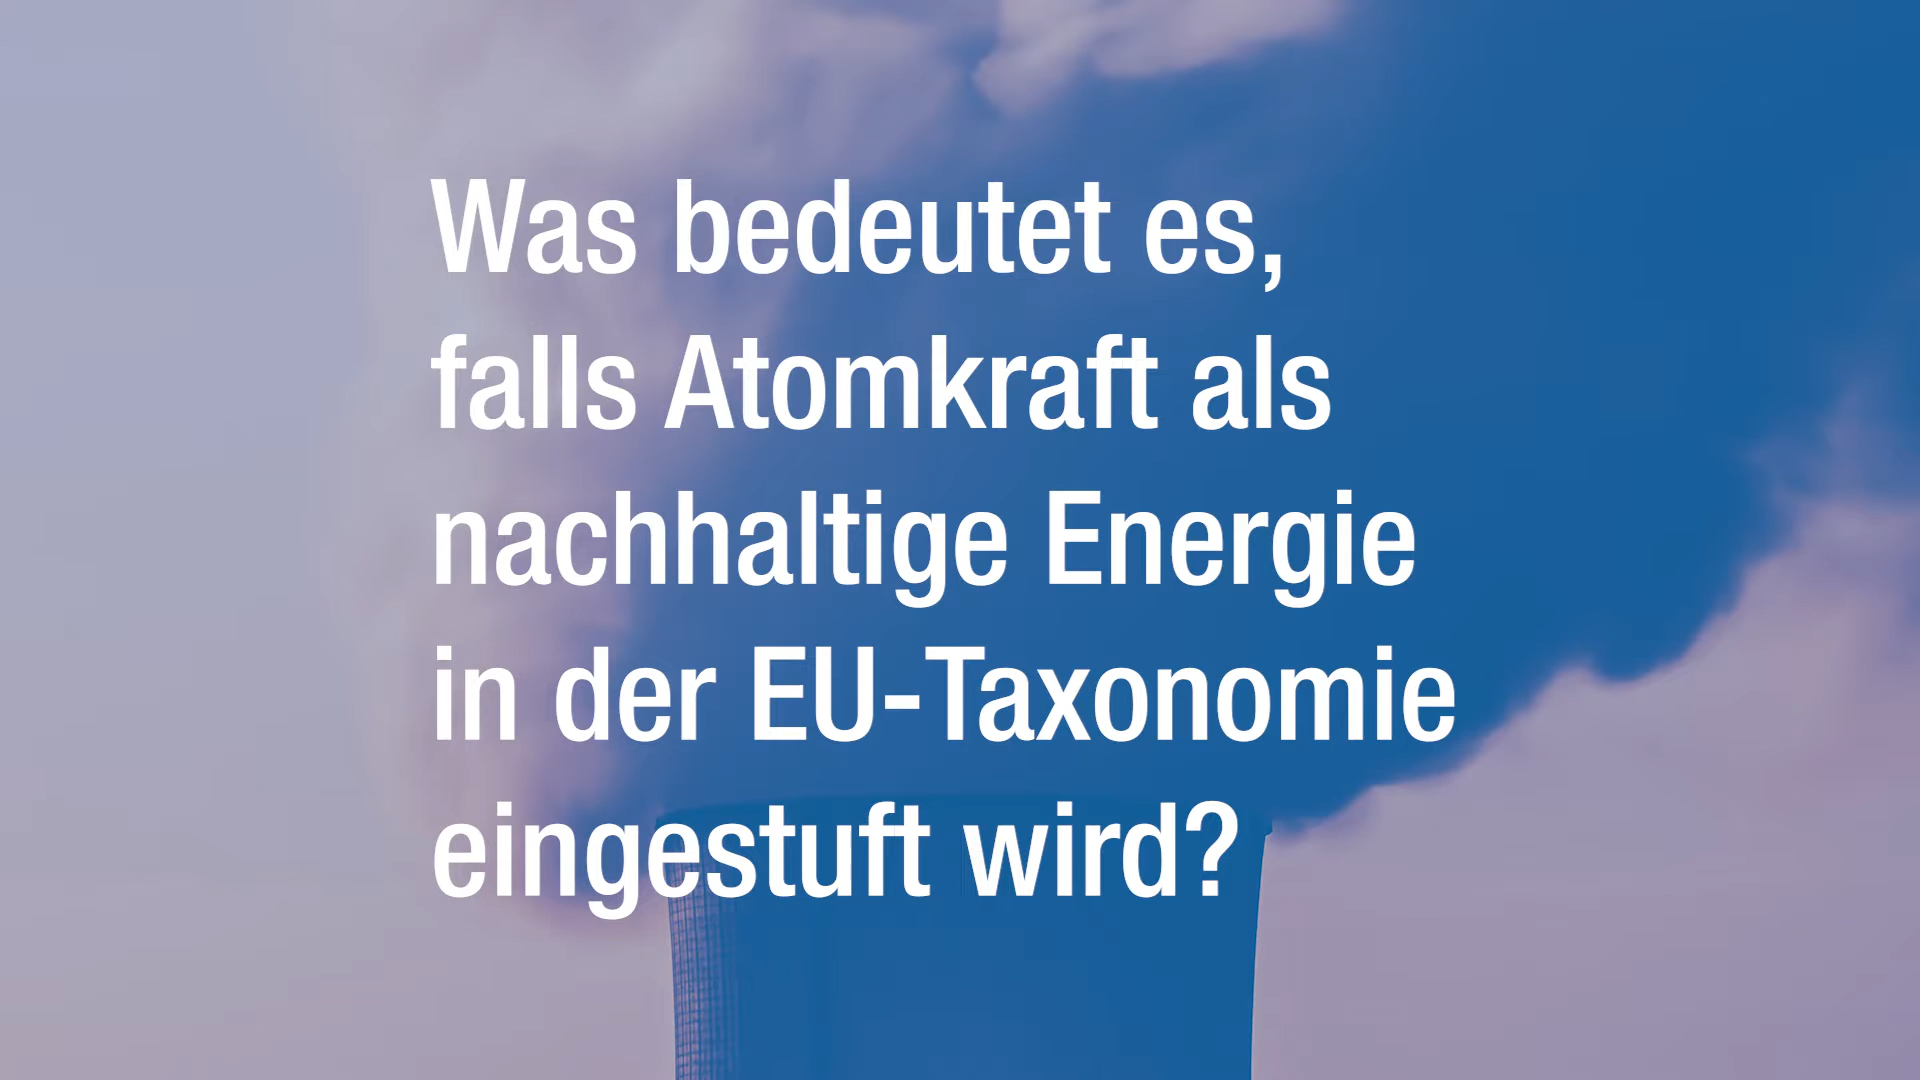 Was bedeutet es,
falls Atomkraft als
nachhaltige Energie
in der EU-Taxonomie
eingestuft wird?